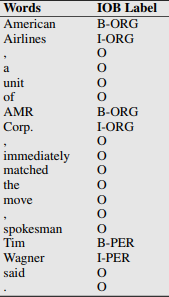 Words IOB Label
American B-ORG
Airlines I-ORG
, O
a O
unit O
of O
AMR B-ORG
Corp. I-ORG
, O
immediately O
matched O
the O
move O
, O
spokesman O
Tim B-PER
Wagner I-PER
said O
. O